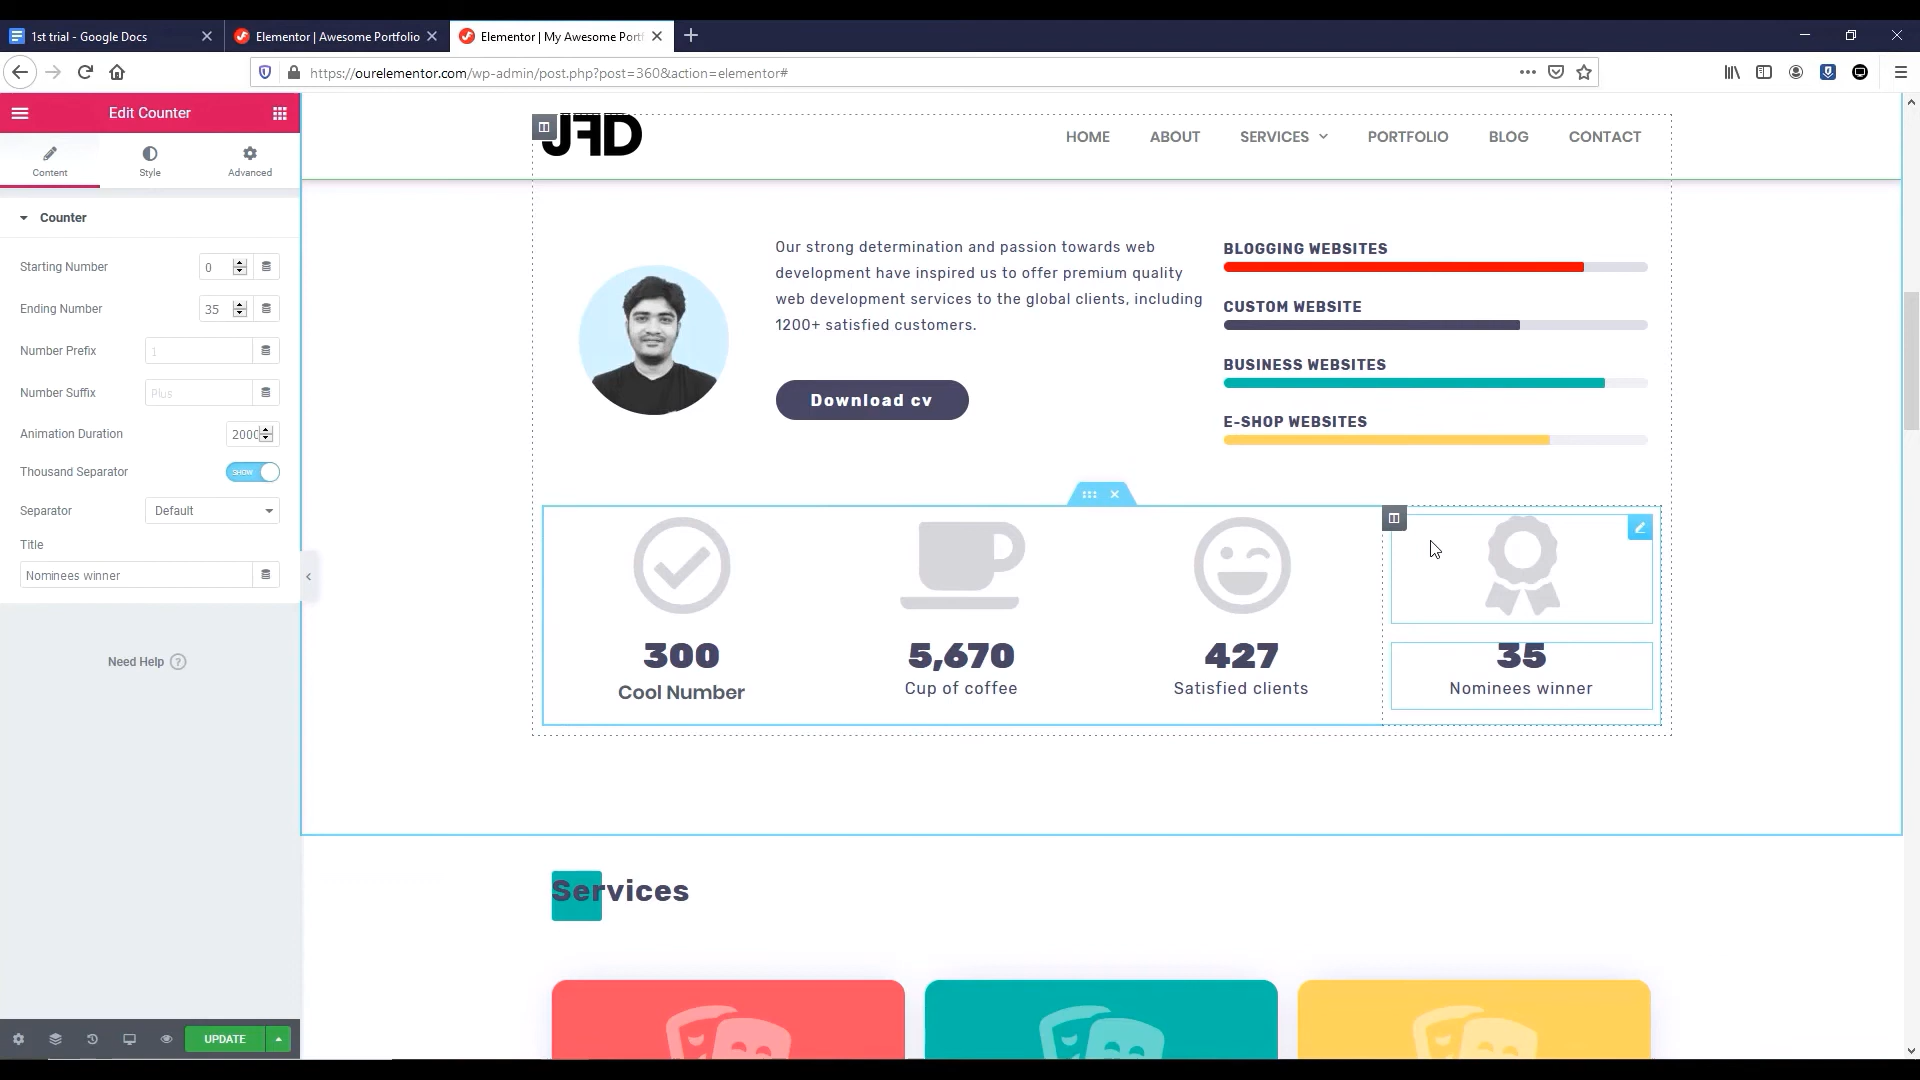 1st trial - Google Docs
Elementor | Awesome Portfolio
Elementor | My Awesome Port
https://ourelementor.com/wp-admin/post.php?post=360&action=elementor#
Edit Counter
Content
Style
Advanced
Counter
Starting Number
0
Ending Number
35
Number Prefix
1
Number Suffix
Plus
Animation Duration
2000
Thousand Separator
SHOW
Separator
Default
Title
Nominees winner
Need Help
UPDATE
JFD
HOME
ABOUT
SERVICES
PORTFOLIO
BLOG
CONTACT
Our strong determination and passion towards web
development have inspired us to offer premium quality
web development services to the global clients, including
1200+ satisfied customers.
Download cv
BLOGGING WEBSITES
CUSTOM WEBSITE
BUSINESS WEBSITES
E-SHOP WEBSITES
300
Cool Number
5,670
Cup of coffee
427
Satisfied clients
35
Nominees winner
Services